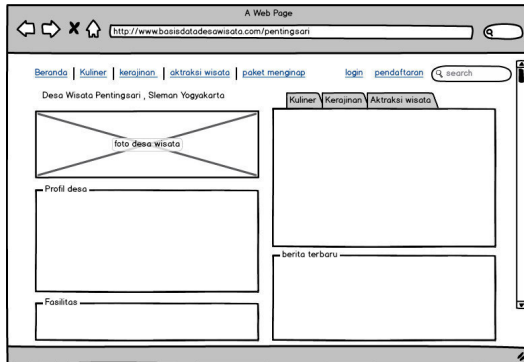 A Web Page
http://www.basisdatadesawisata.com/pentingsari
Beranda | Kuliner | kerajinan | aktraksi wisata | paket menginap login pendaftaran search
Desa Wisata Pentingsari , Sleman Yogyakarta
Kuliner Kerajinan Aktraksi wisata
foto desa wisata
Profil desa
berita terbaru
Fasilitas